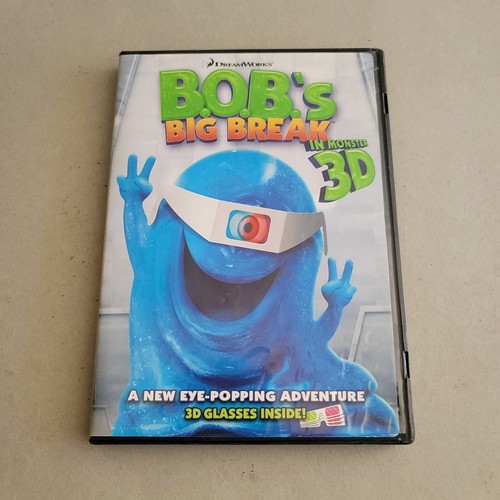 DREAMWORKS
B.O.B.'s
BIG BREAK
IN MONSTER
3D
A NEW EYE-POPPING ADVENTURE
3D GLASSES INSIDE!